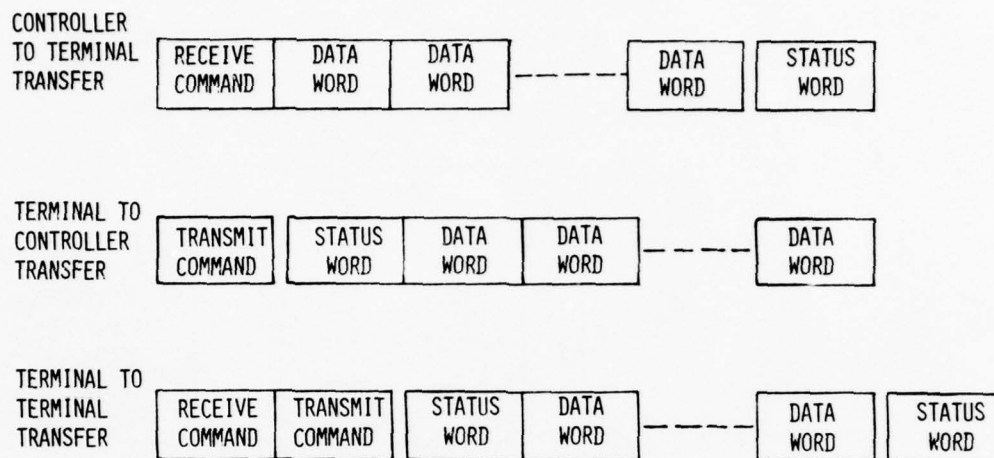 CONTROLLER
TO TERMINAL
TRANSFER
RECEIVE COMMAND
DATA WORD
DATA WORD
DATA WORD
STATUS WORD
TERMINAL TO
CONTROLLER
TRANSFER
TRANSMIT COMMAND
STATUS WORD
DATA WORD
DATA WORD
DATA WORD
TERMINAL TO
TERMINAL
TRANSFER
RECEIVE COMMAND
TRANSMIT COMMAND
STATUS WORD
DATA WORD
DATA WORD
STATUS WORD